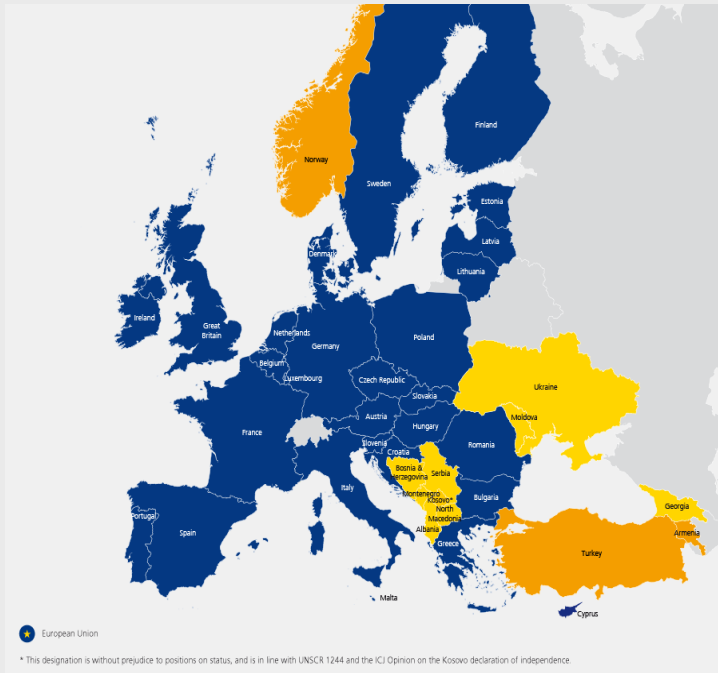 Finland
Norway
Sweden
Estonia
Latvia
Denmark
Lithuania
Ireland
Great
Britain
Netherlands
Germany
Poland
Belgium
Luxembourg
Czech Republic
Slovakia
Ukraine
Austria
Moldova
Hungary
France
Slovenia
Romania
Croatia
Bosnia &
Herzegovina
Serbia
Italy
Montenegro
Kosovo*
Bulgaria
North
Macedonia
Georgia
Portugal
Spain
Albania
Armenia
Greece
Turkey
Malta
Cyprus
European Union
* This designation is without prejudice to positions on status, and is in line with UNSCR 1244 and the ICJ Opinion on the Kosovo declaration of independence.